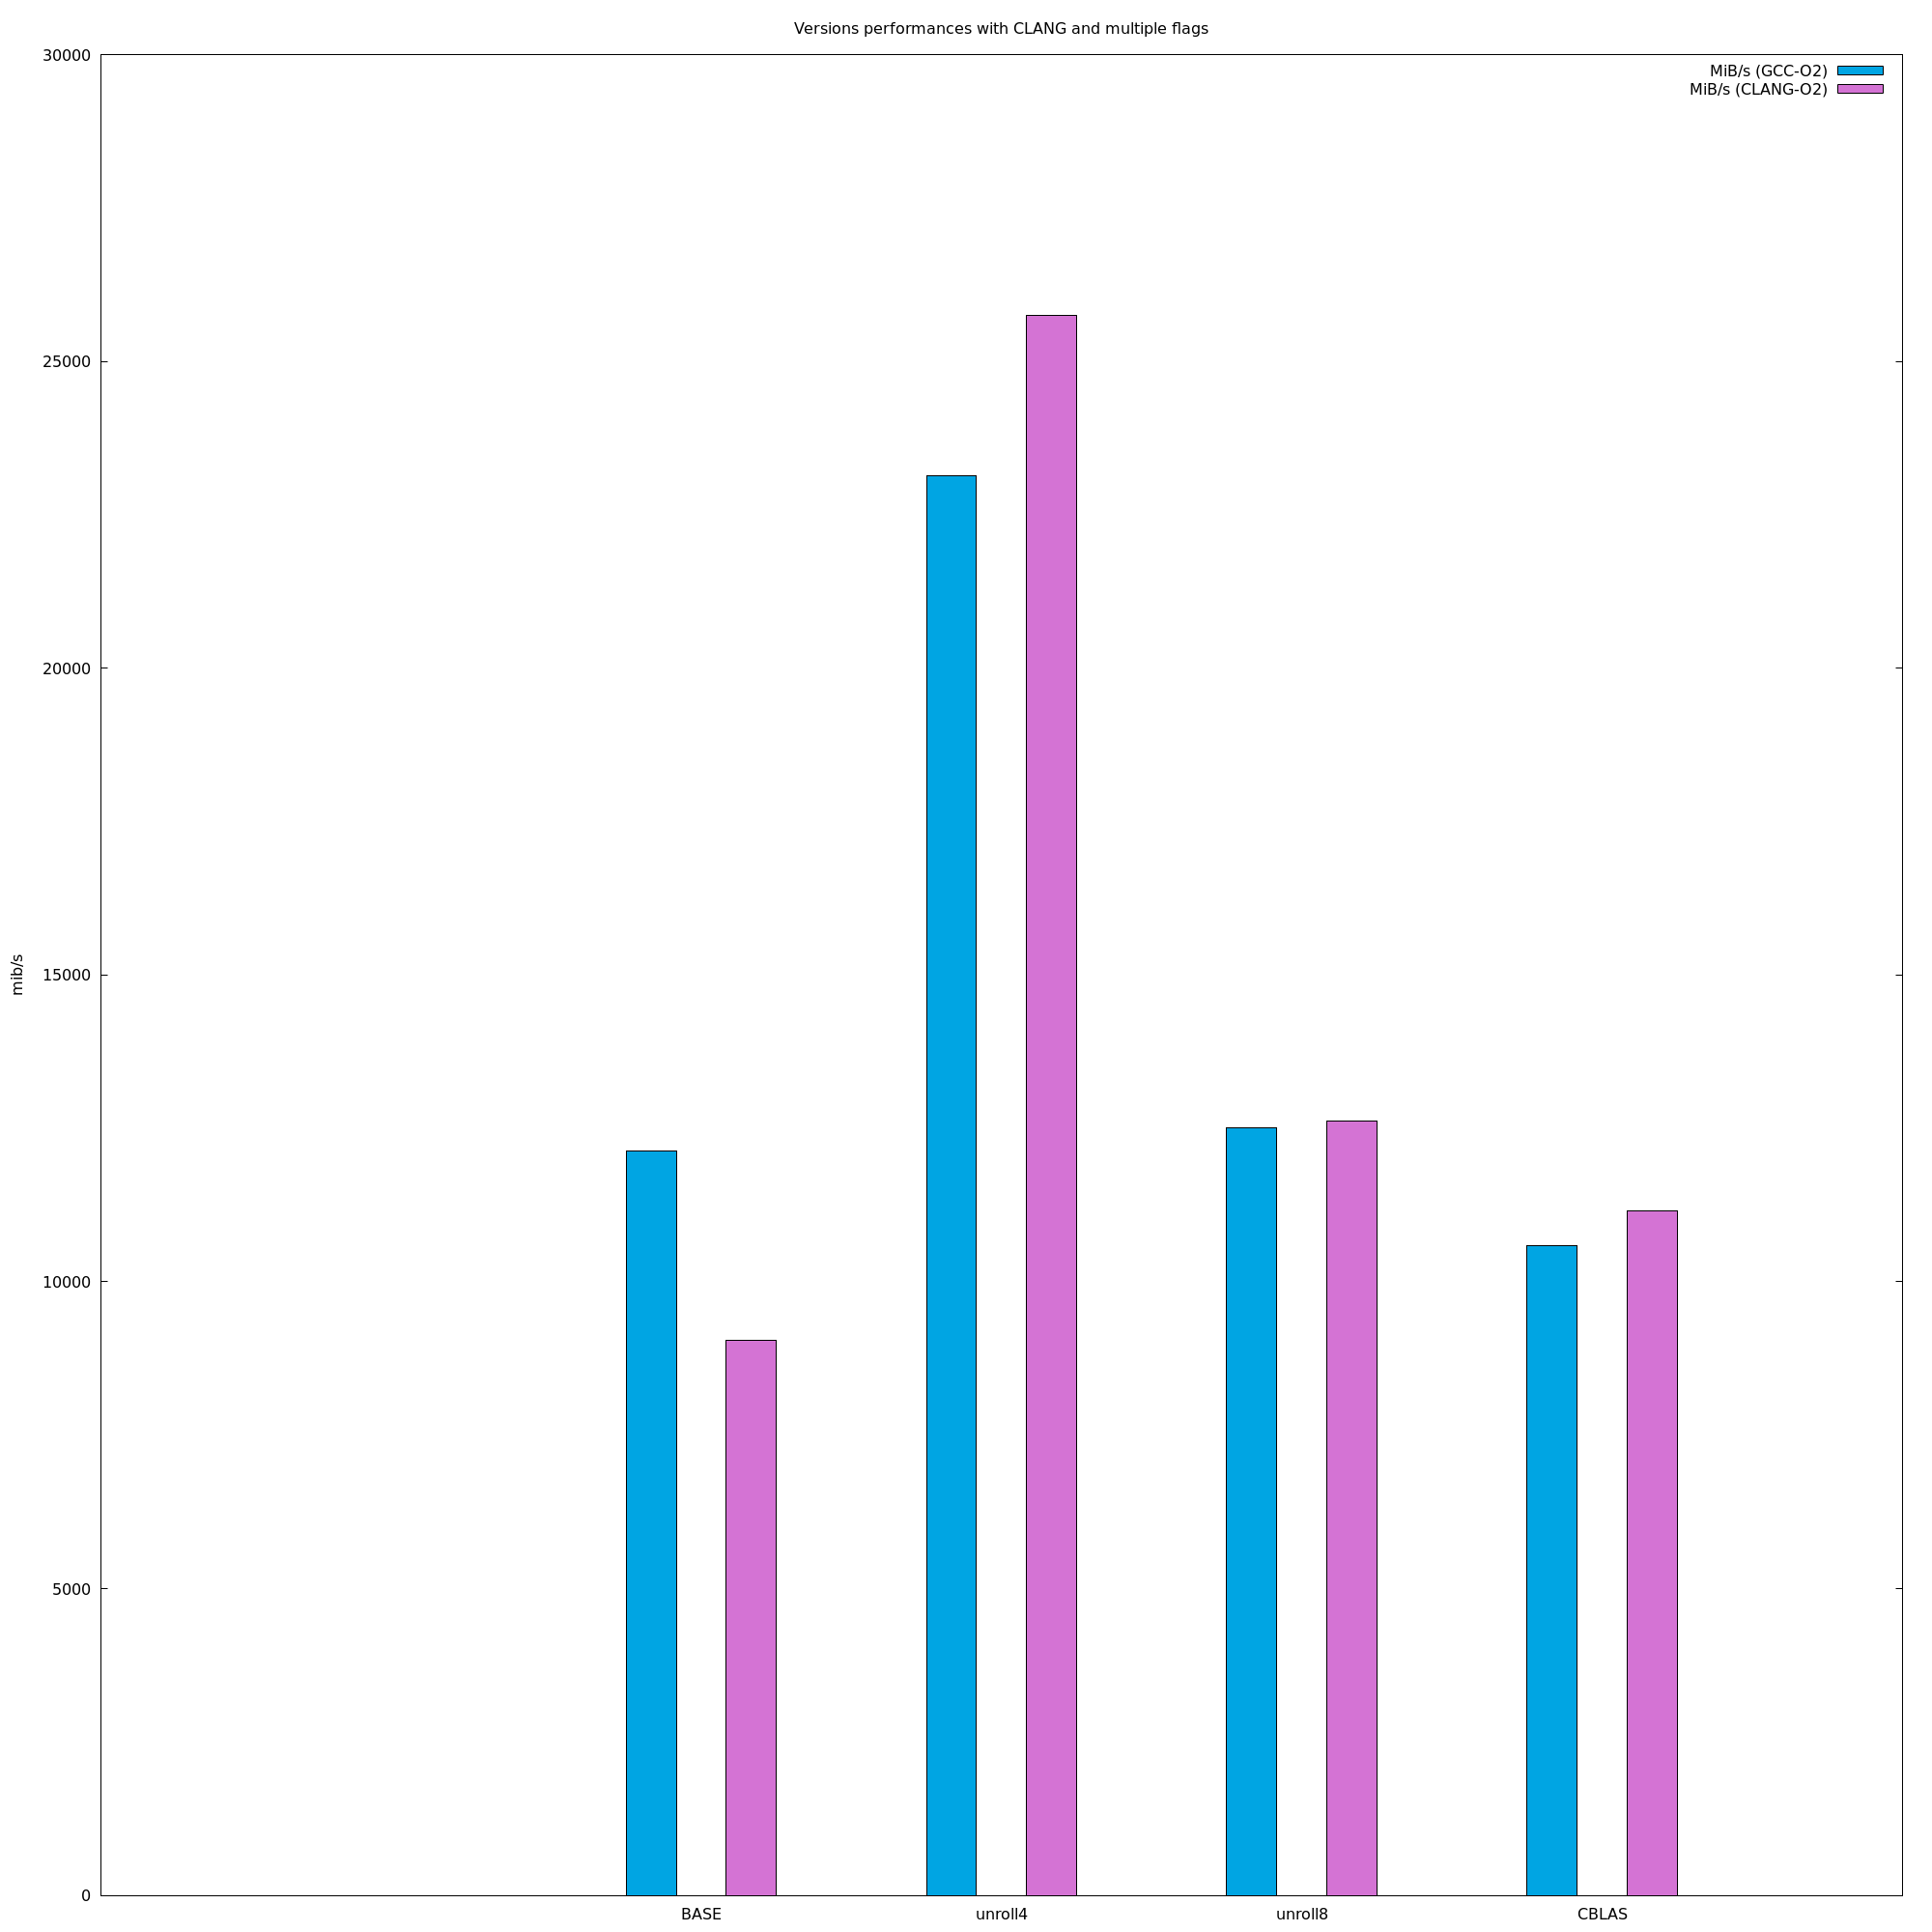 Versions performances with CLANG and multiple flags
30000
MiB/s (GCC-O2)
MiB/s (CLANG-O2)
25000
20000
mib/s
15000
10000
5000
0
BASE unroll4 unroll8 CBLAS